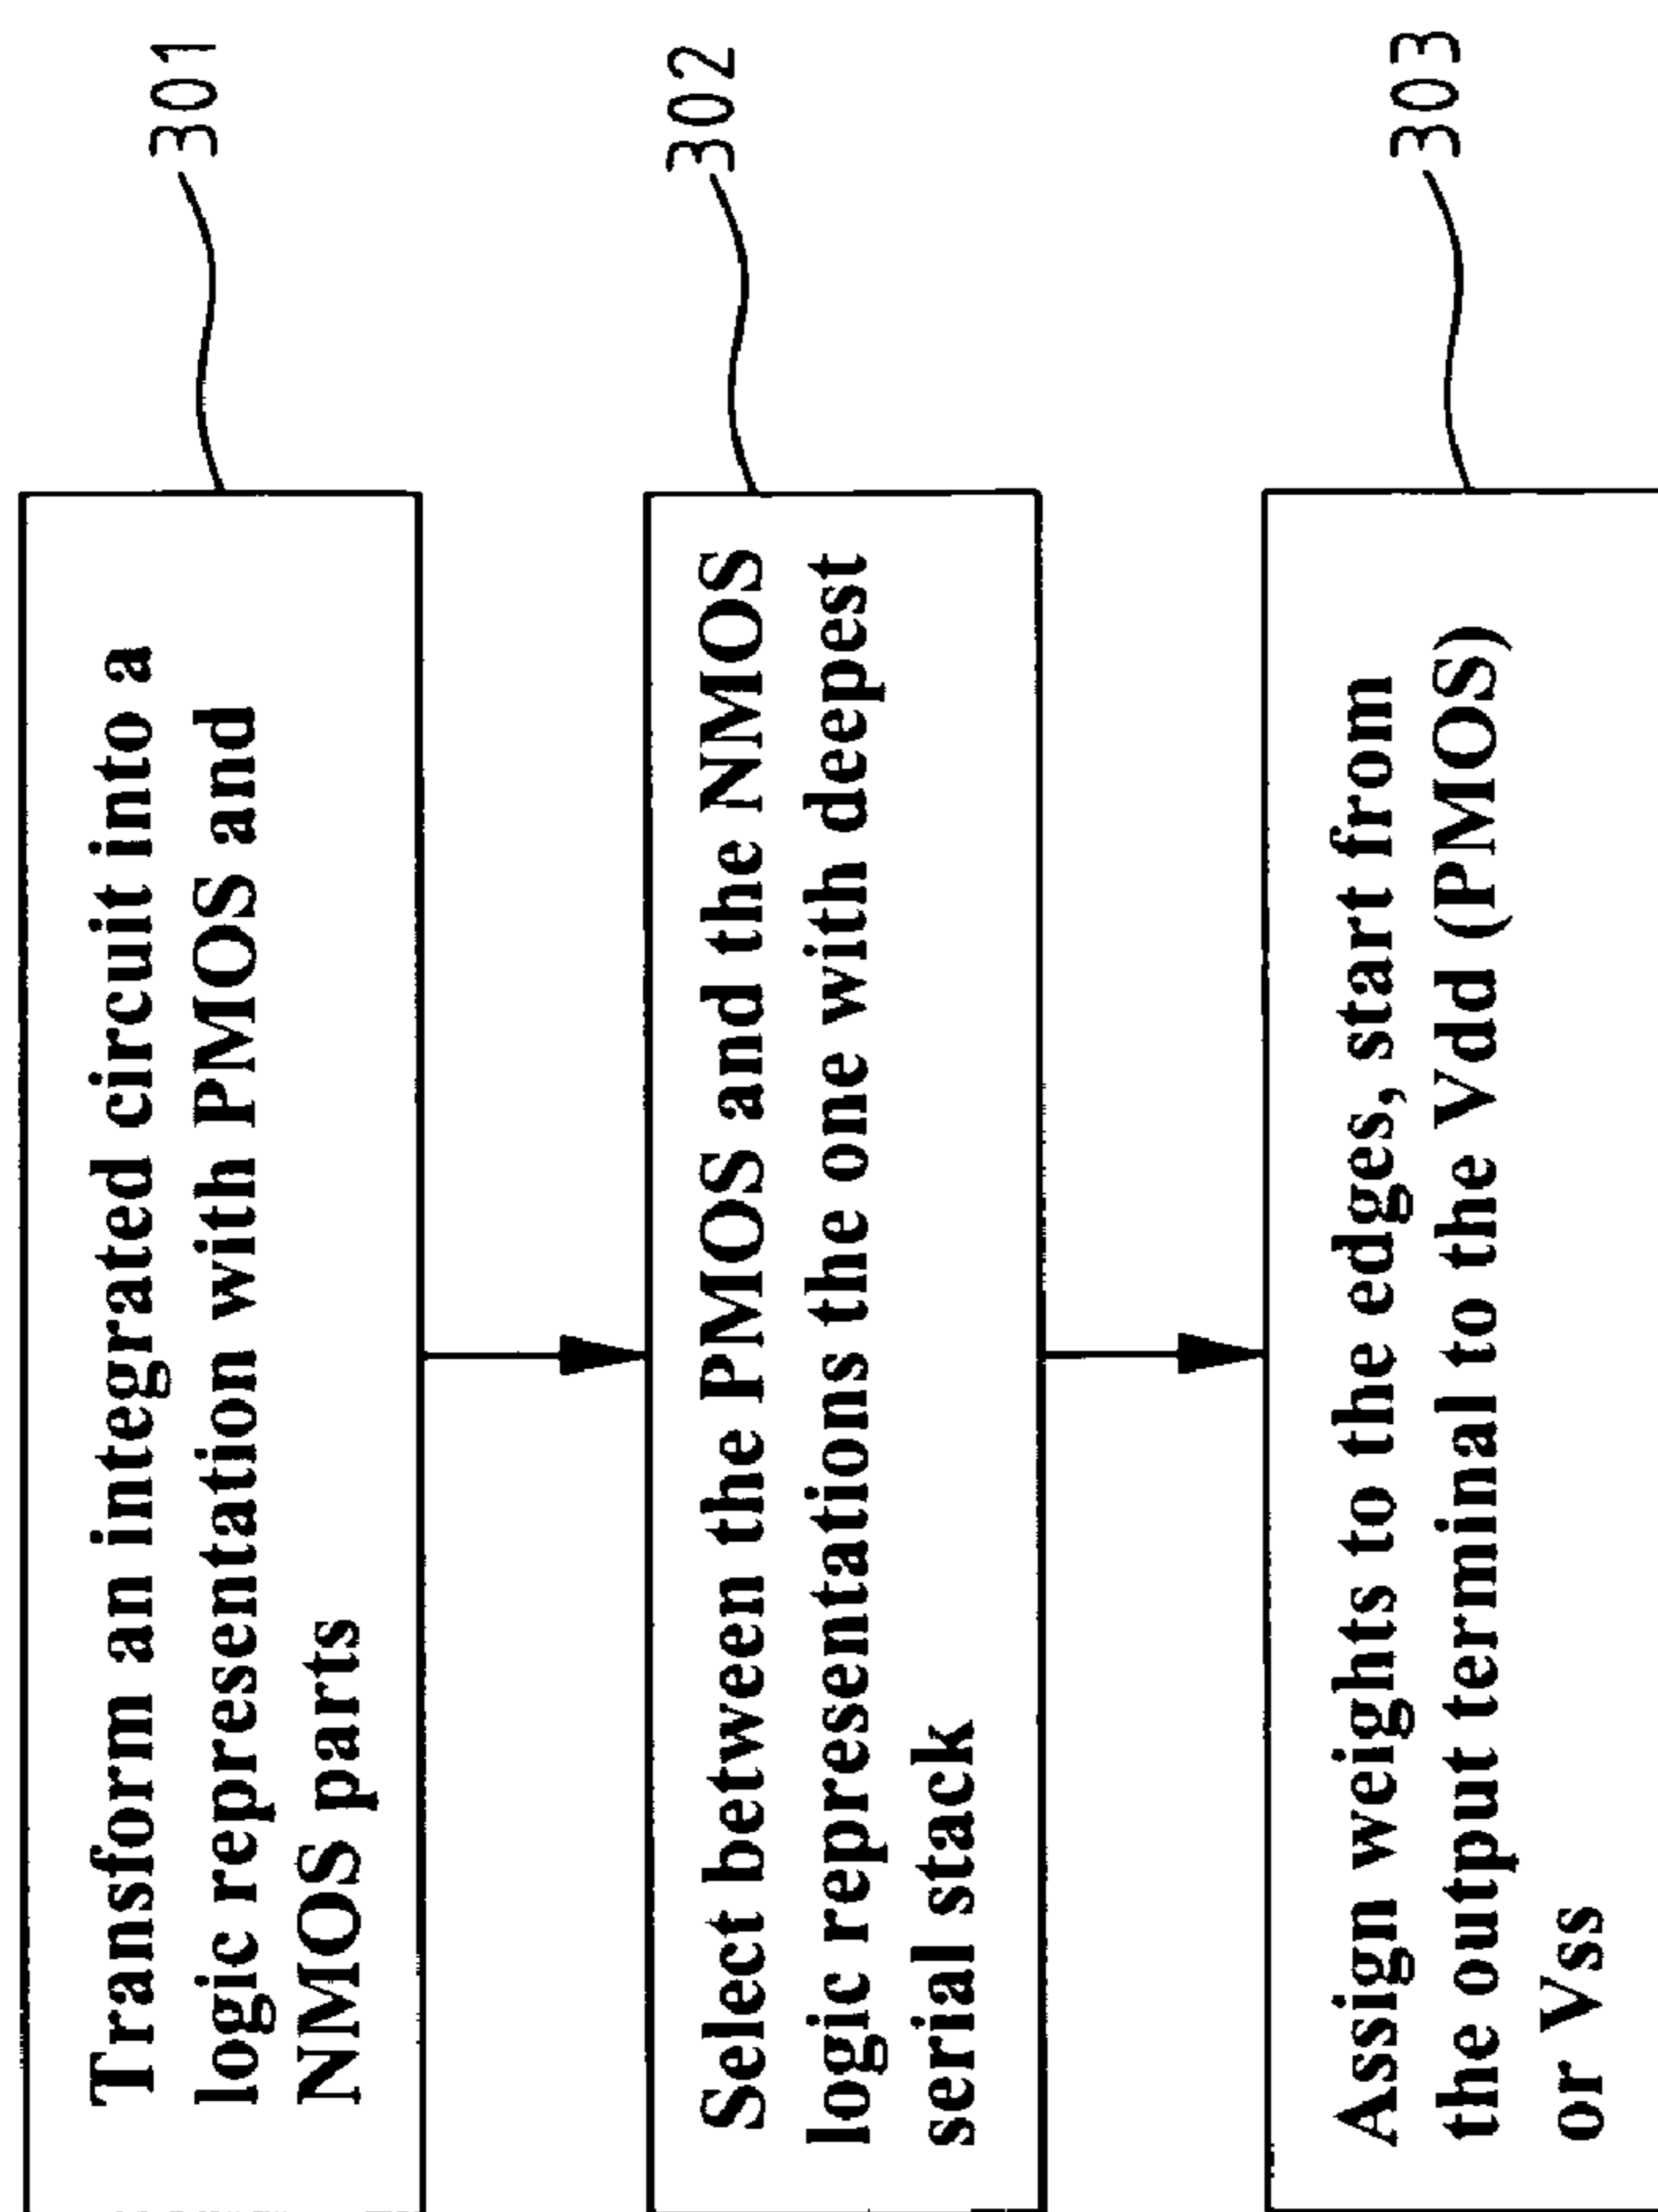 Transform an integrated circuit into a
logic representation with PMOS and
NMOS parts
301
Select between the PMOS and the NMOS
logic representations the one with deepest
serial stack
302
Assign weights to the edges, start from
the output terminal to the Vdd (PMOS)
or Vss
303